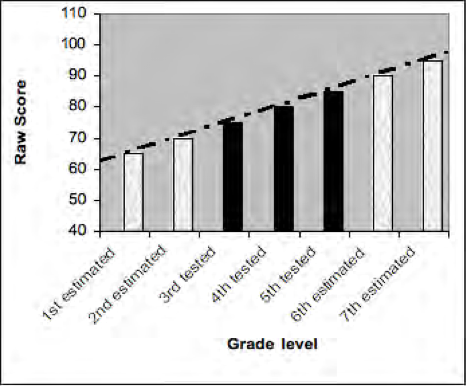 110
100
90
80
70
60
50
40
Raw Score
1st estimated
2nd estimated
3rd tested
4th tested
5th tested
6th estimated
7th estimated
Grade level